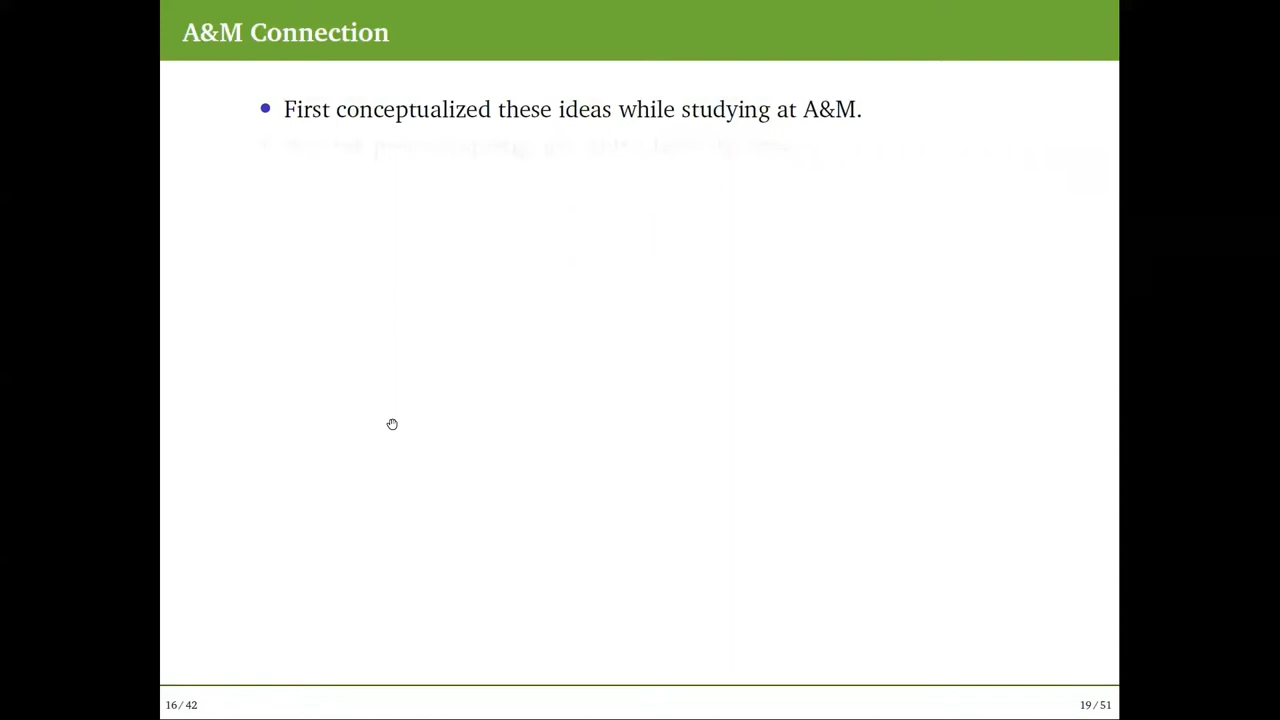 A&M Connection
First conceptualized these ideas while studying at A&M.
16/42
19/51